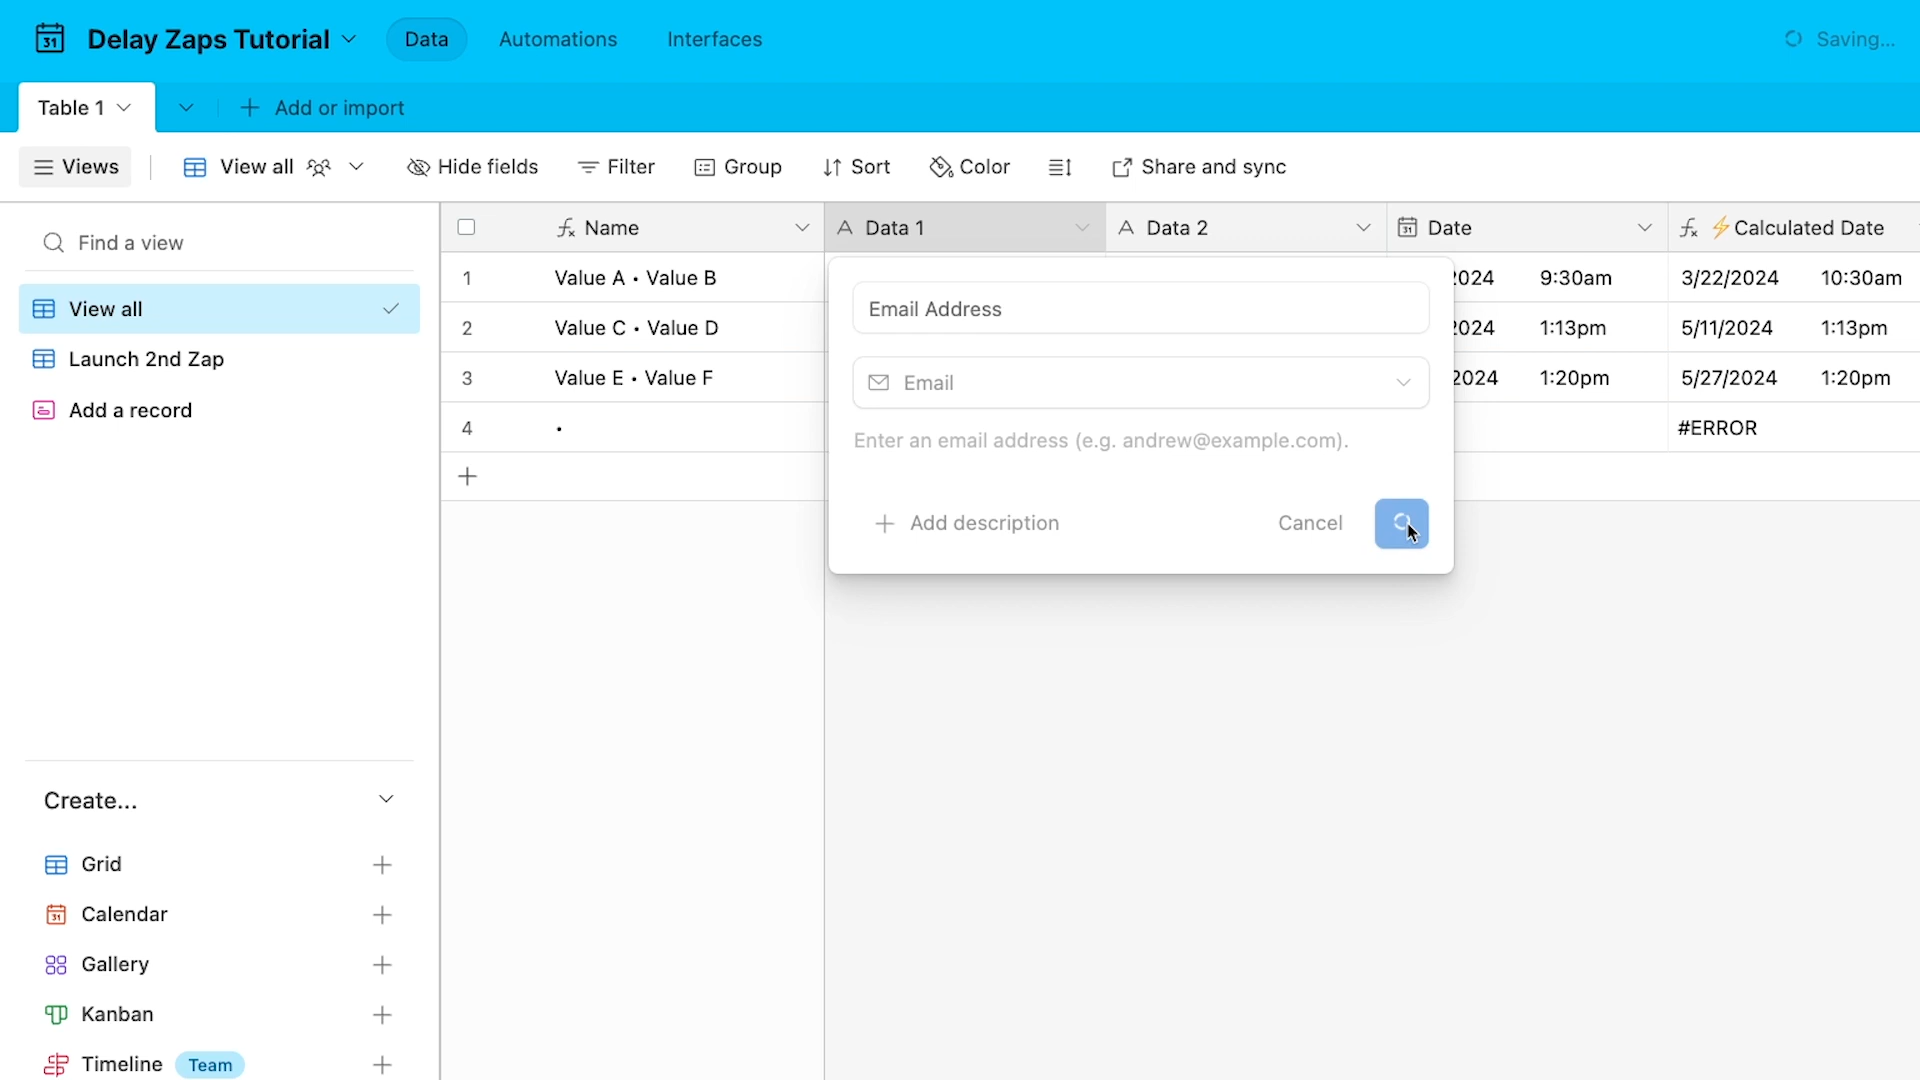 31 Delay Zaps Tutorial Data Automations Interfaces Saving...
Table 1 Add or import
Views View all Hide fields Filter Group Sort Color Share and sync
Find a view
View all
Launch 2nd Zap
Add a record
Create...
Grid
31 Calendar
Gallery
Kanban
Timeline Team
fx Name A Data 1 A Data 2 31 Date fx ⚡Calculated Date
1 Value A • Value B 2024 9:30am 3/22/2024 10:30am
2 Value C • Value D 2024 1:13pm 5/11/2024 1:13pm
3 Value E • Value F 2024 1:20pm 5/27/2024 1:20pm
4 • #ERROR
Email Address
Email
Enter an email address (e.g. andrew@example.com).
Add description Cancel